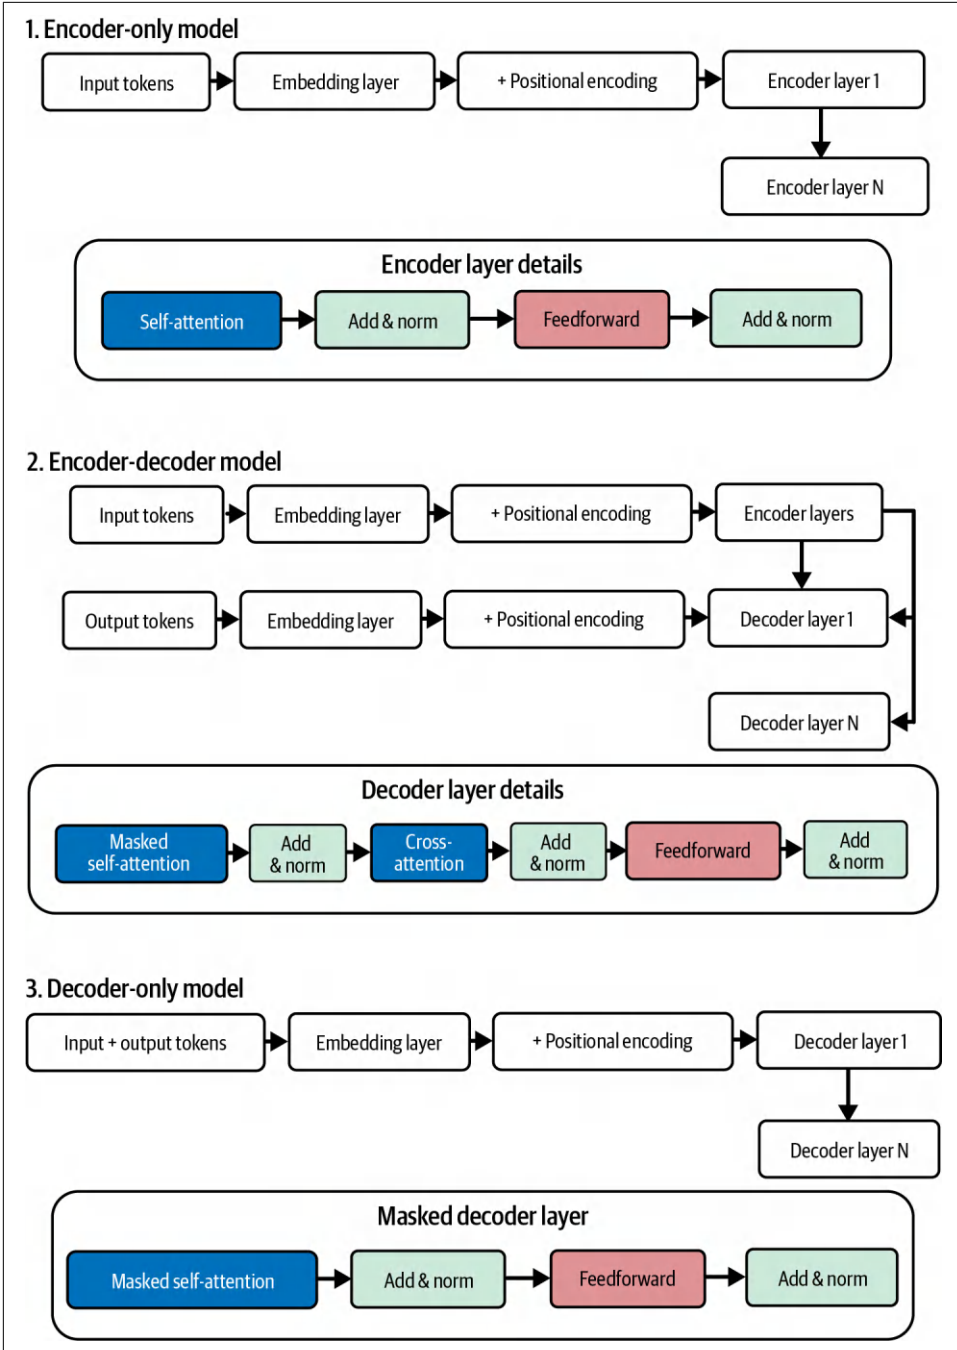 1. Encoder-only model
Input tokens
Embedding layer
+ Positional encoding
Encoder layer 1
Encoder layer N
Encoder layer details
Self-attention
Add & norm
Feedforward
Add & norm
2. Encoder-decoder model
Input tokens
Embedding layer
+ Positional encoding
Encoder layers
Output tokens
Embedding layer
+ Positional encoding
Decoder layer 1
Decoder layer N
Decoder layer details
Masked
self-attention
Add
& norm
Cross-
attention
Add
& norm
Feedforward
Add
& norm
3. Decoder-only model
Input + output tokens
Embedding layer
+ Positional encoding
Decoder layer 1
Decoder layer N
Masked decoder layer
Masked self-attention
Add & norm
Feedforward
Add & norm